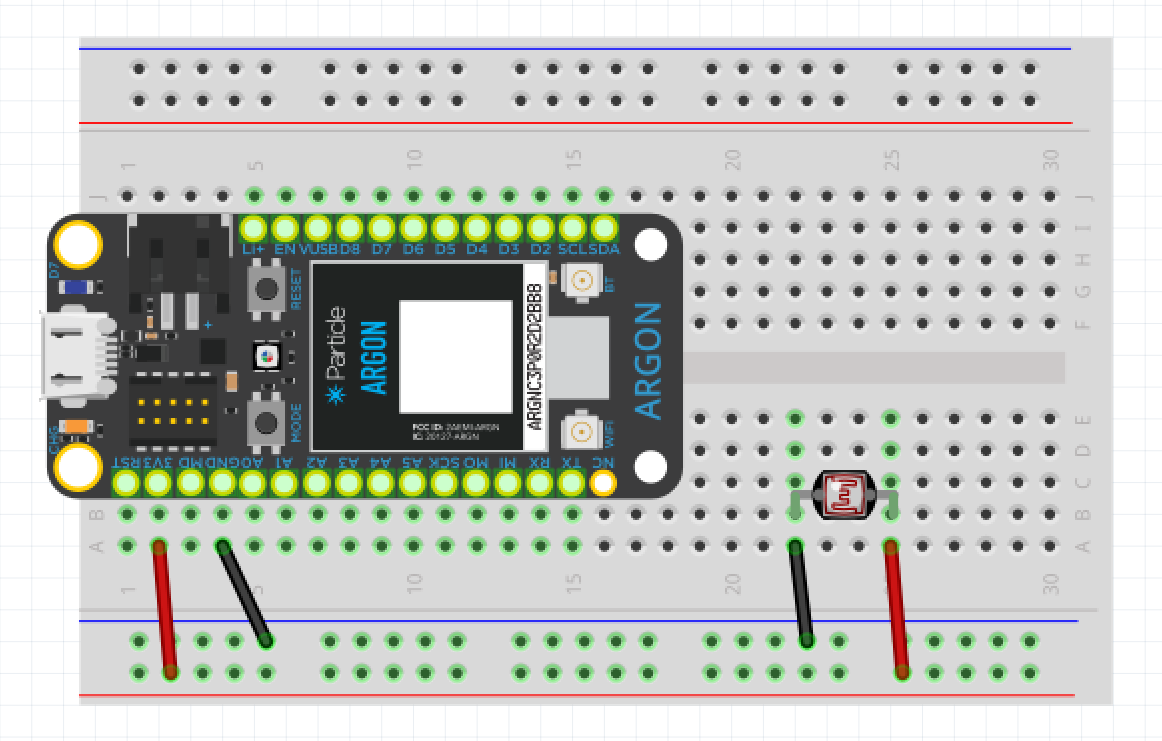 1 5 10 15 20 25 30
J J
Li+ EN VUSB D8 D7 D6 D5 D4 D3 D2 SCL SDA
I
D7
RESET
BT
H
G
+
F
Particle
ARGON
ARGNC3P0R2D2BBB
ARGON
E
MODE
FCC ID: 2AEMI-ARGN
IC: 20127-ARGN
WiFi
CHG
D
RST 3V3 MD GND A0 A1 A2 A3 A4 A5 SCK MO MI RX TX NC
C
B B
A A
1 5 10 15 20 25 30